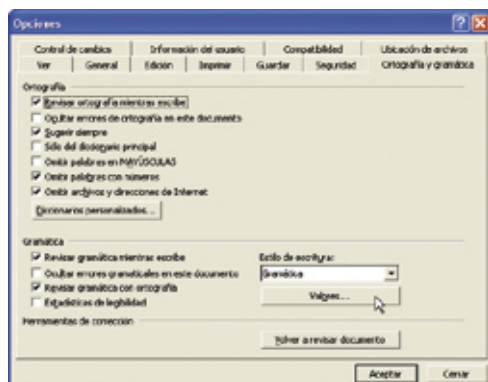 Opciones
Control de cambios Información del usuario Compatibilidad Ubicación de archivos
Ver General Edición Imprimir Guardar Seguridad Ortografía y gramática
Ortografía
Revisar ortografía mientras escribe
Ocultar errores de ortografía en este documento
Sugerir siempre
Sólo del diccionario principal
Omitir palabras en MAYÚSCULAS
Omitir palabras con números
Omitir archivos y direcciones de Internet
Diccionarios personalizados...
Gramática
Revisar gramática mientras escribe Estilo de escritura:
Ocultar errores gramaticales en este documento Gramática
Revisar gramática con ortografía Valores...
Estadísticas de legibilidad
Herramientas de corrección
Volver a revisar documento
Aceptar Cerrar